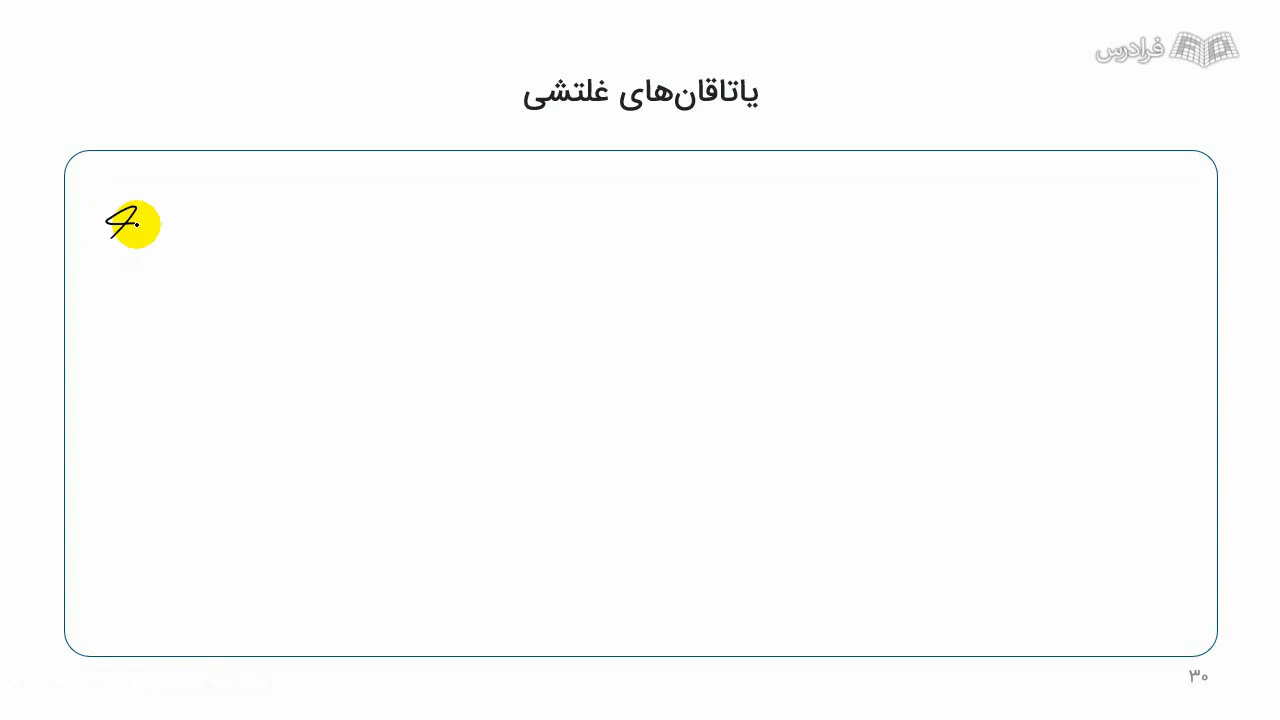 فرادرس
یاتاقان‌های غلتشی
۳۰